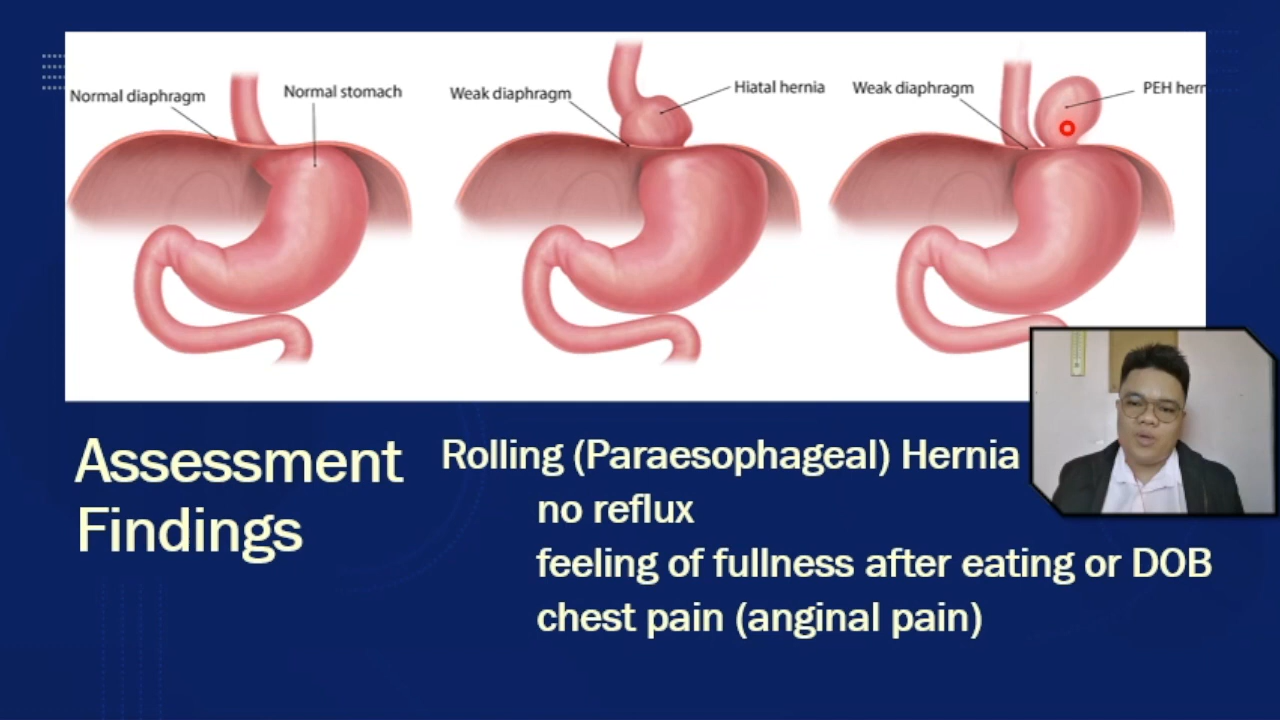 Normal diaphragm
Normal stomach
Weak diaphragm
Hiatal hernia
Weak diaphragm
PEH herr
Assessment
Findings
Rolling (Paraesophageal) Hernia
no reflux
feeling of fullness after eating or DOB
chest pain (anginal pain)